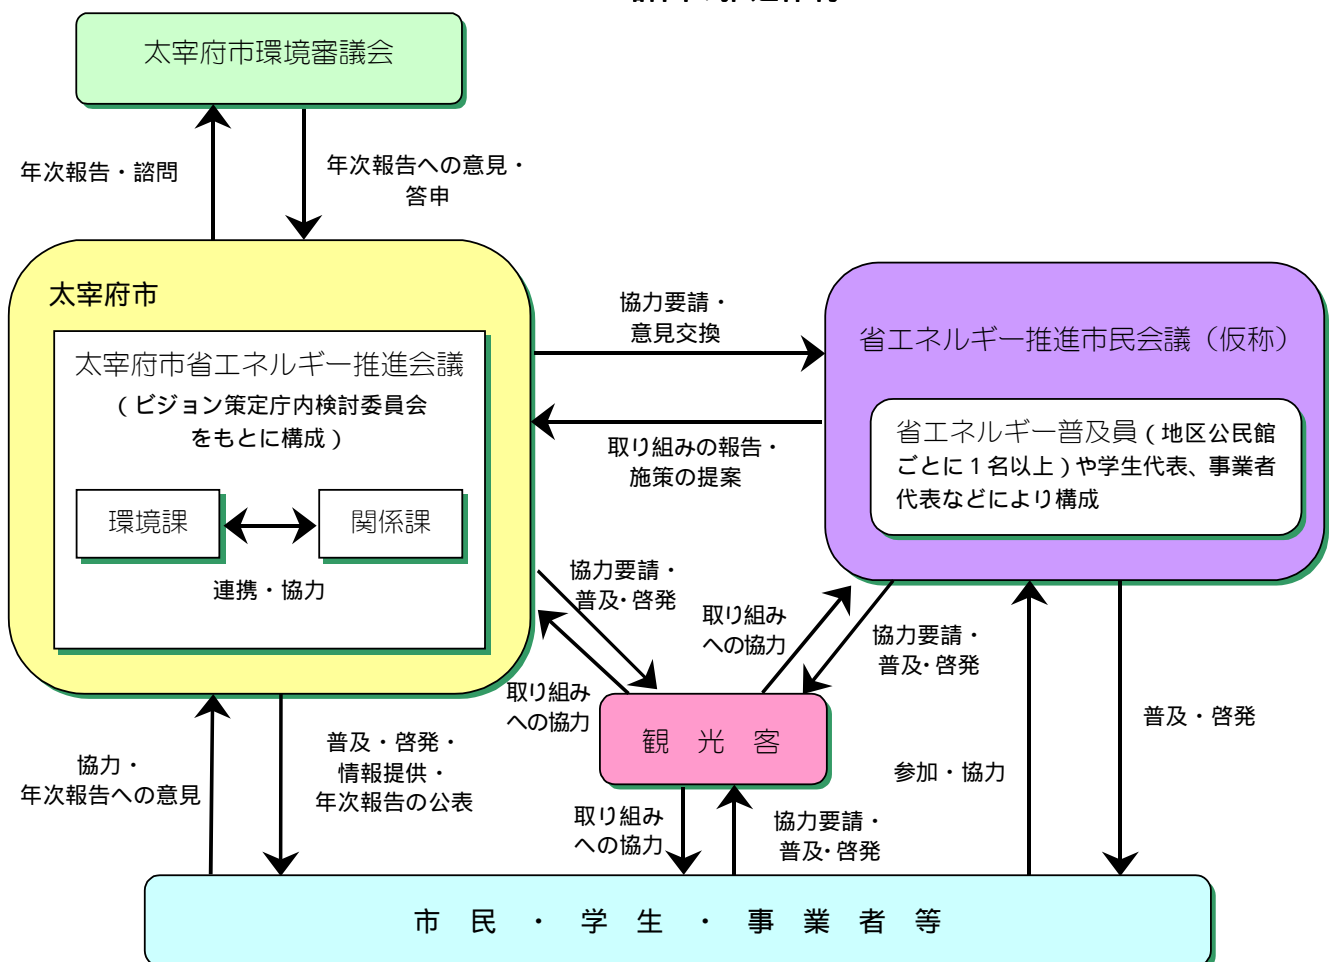 太宰府市環境審議会
年次報告・諮問
年次報告への意見・
答申
太宰府市
太宰府市省エネルギー推進会議
(ビジョン策定庁内検討委員会
をもとに構成)
環境課
関係課
連携・協力
協力要請・
意見交換
取り組みの報告・
施策の提案
省エネルギー推進市民会議(仮称)
省エネルギー普及員(地区公民館
ごとに1名以上)や学生代表、事業者
代表などにより構成
協力要請・
普及・啓発
取り組み
への協力
取り組み
への協力
協力要請・
普及・啓発
観 光 客
協力・
年次報告への意見
普及・啓発・
情報提供・
年次報告の公表
取り組み
への協力
協力要請・
普及・啓発
参加・協力
普及・啓発
市 民 ・ 学 生 ・ 事 業 者 等